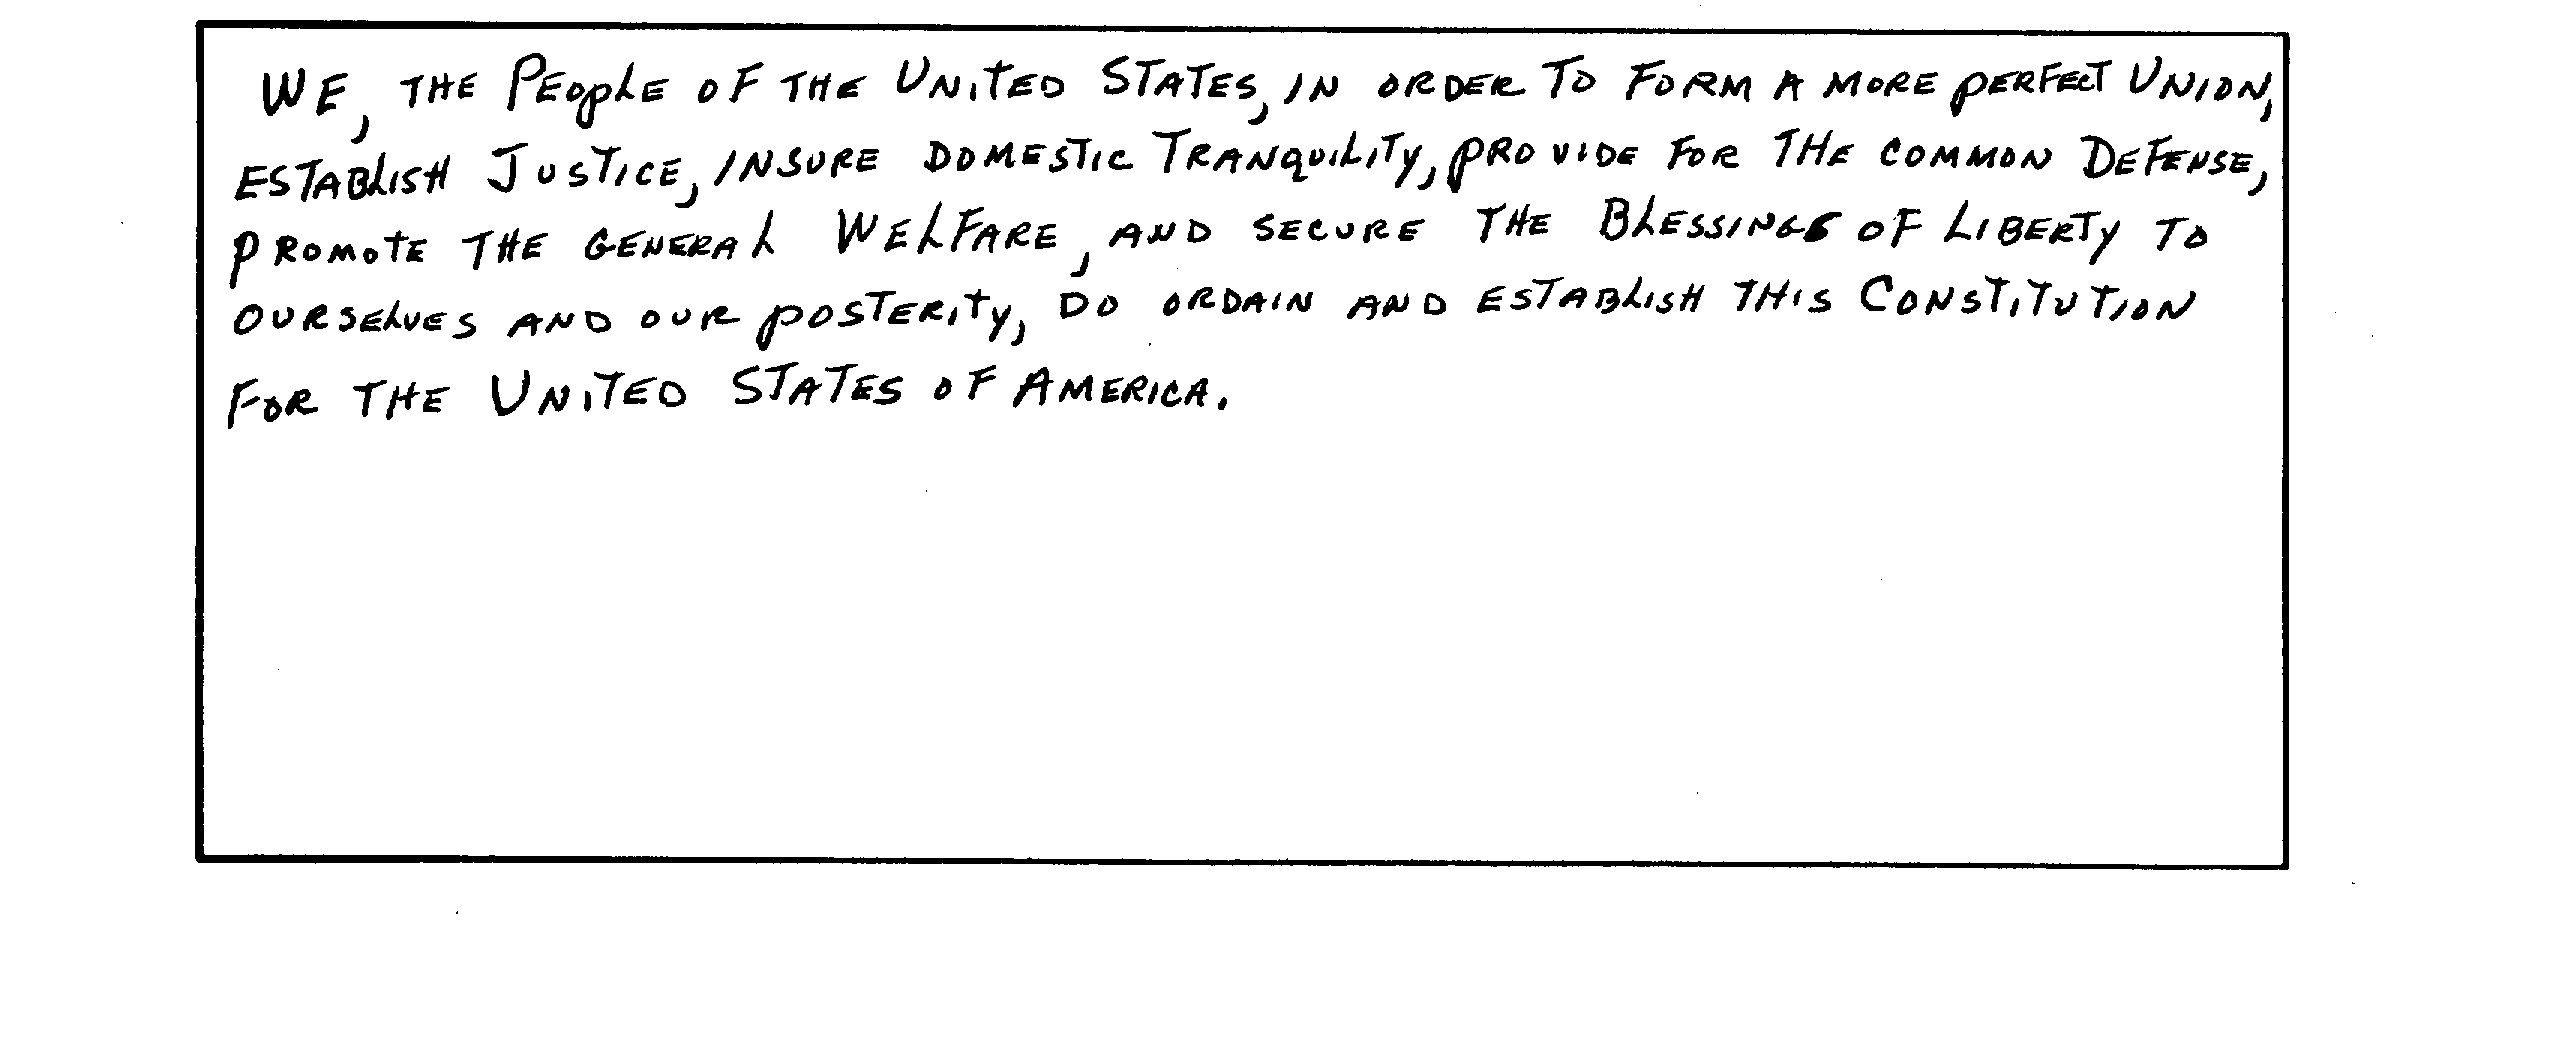 WE, THE PEOPLE OF THE UNITED STATES, IN ORDER TO FORM A MORE PERFECT UNION,
ESTABLISH JUSTICE, INSURE DOMESTIC TRANQUILITY, PROVIDE FOR THE COMMON DEFENSE,
PROMOTE THE GENERAL WELFARE, AND SECURE THE BLESSINGS OF LIBERTY TO
OURSELVES AND OUR POSTERITY, DO ORDAIN AND ESTABLISH THIS CONSTITUTION
FOR THE UNITED STATES OF AMERICA.